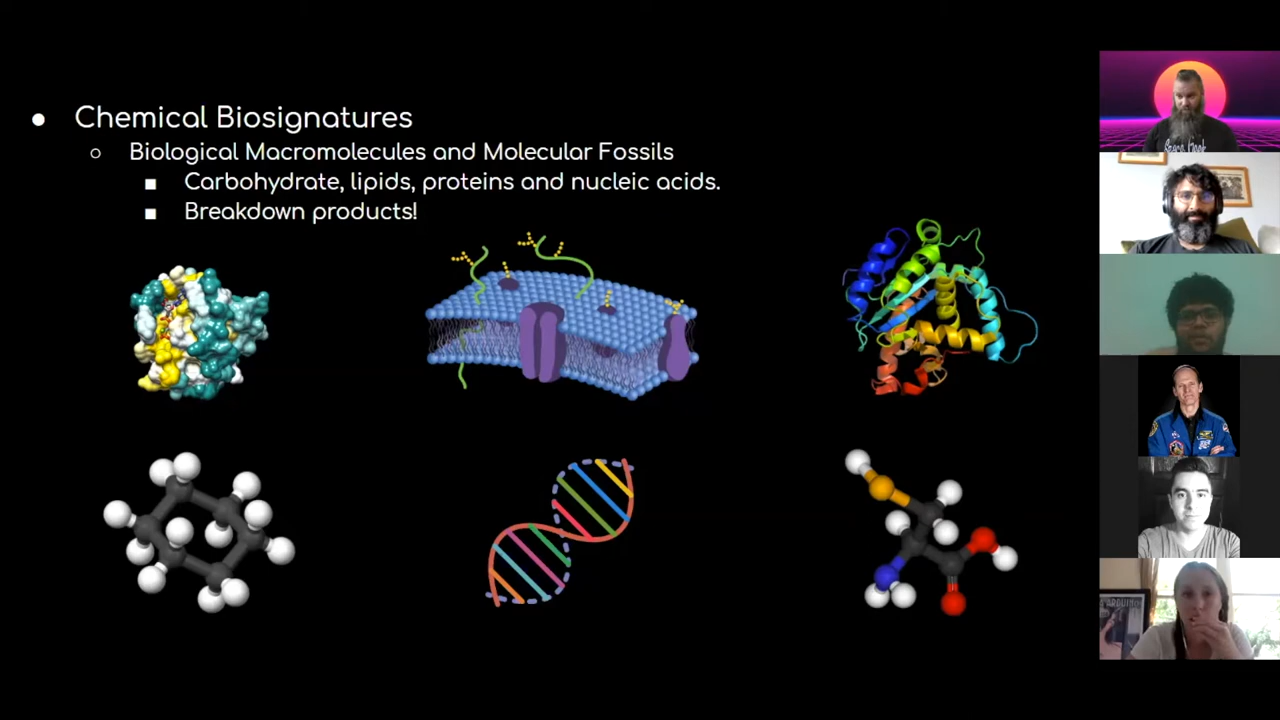 Chemical Biosignatures
Biological Macromolecules and Molecular Fossils
Carbohydrate, lipids, proteins and nucleic acids.
Breakdown products!